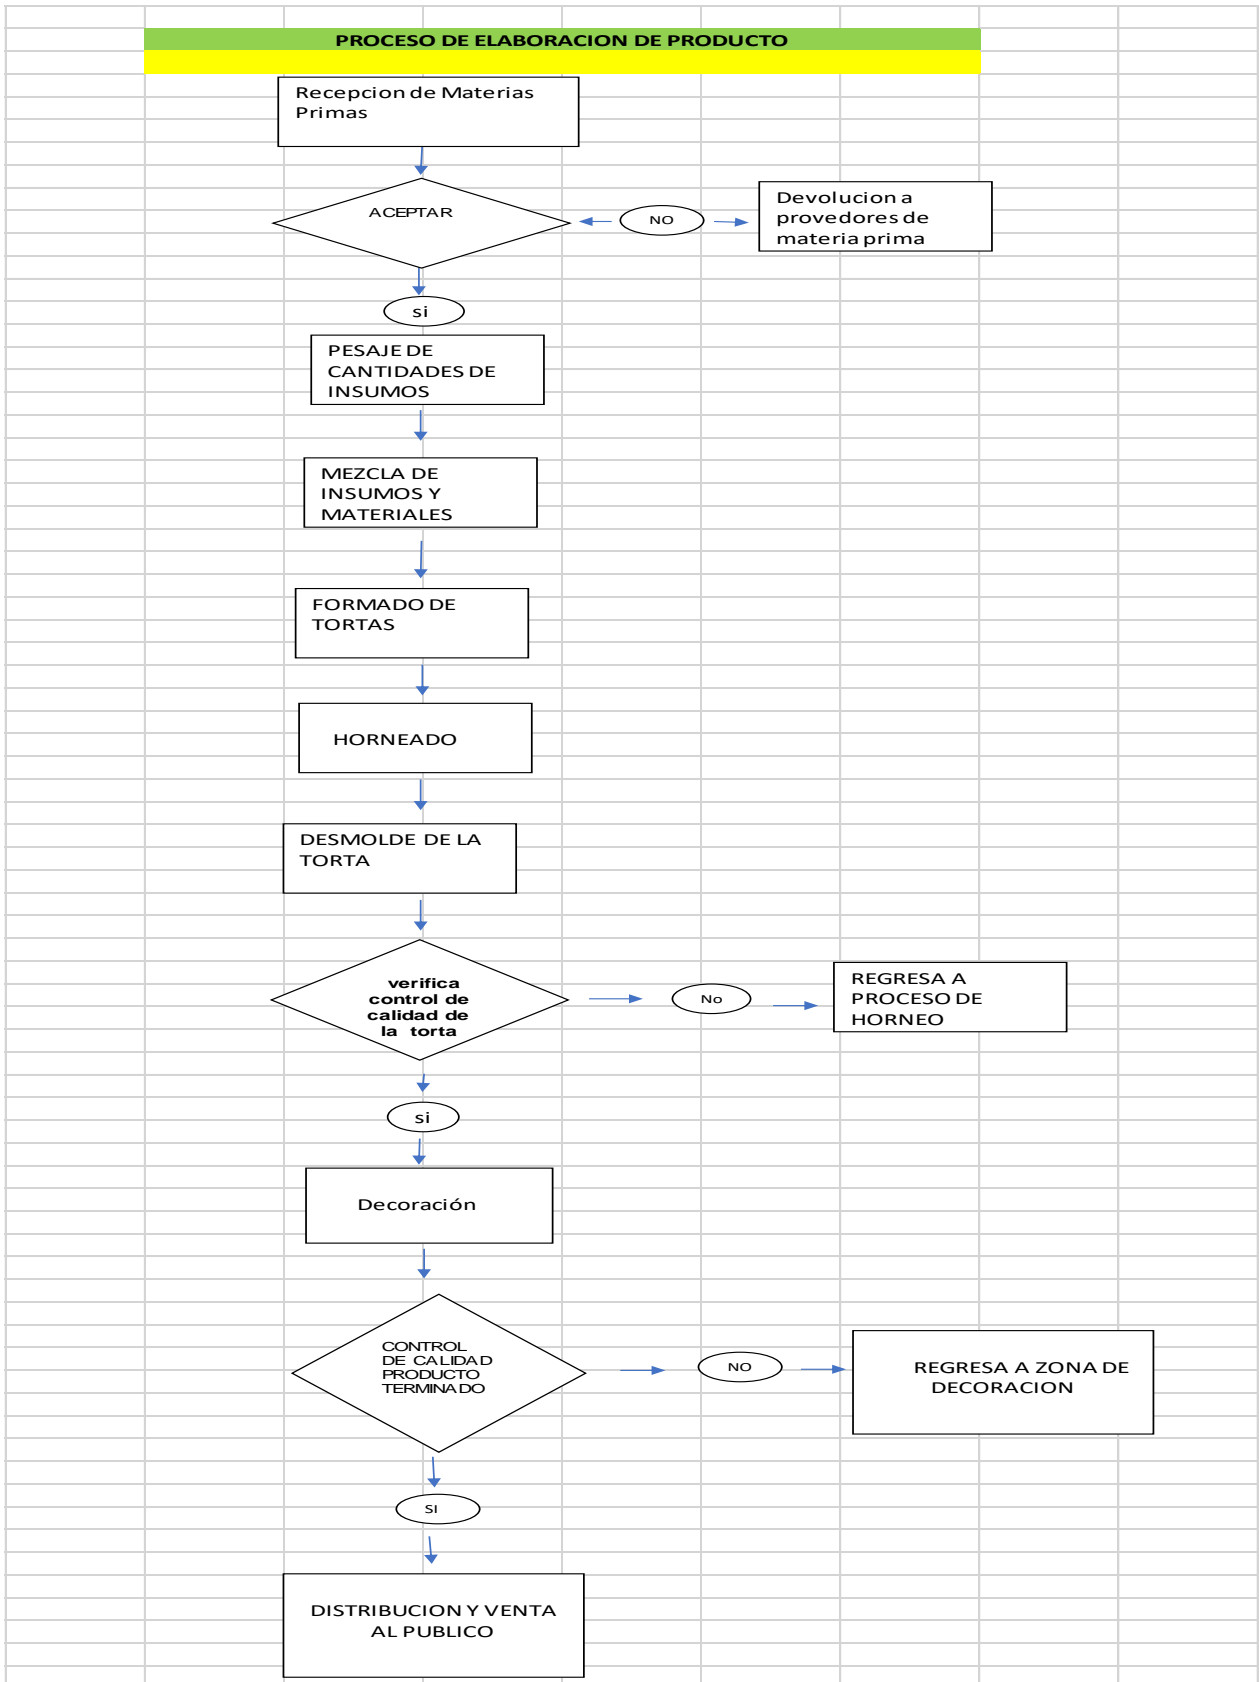 PROCESO DE ELABORACION DE PRODUCTO
Recepcion de Materias
Primas
ACEPTAR
NO
Devolucion a
provedores de
materia prima
si
PESAJE DE
CANTIDADES DE
INSUMOS
MEZCLA DE
INSUMOS Y
MATERIALES
FORMADO DE
TORTAS
HORNEADO
DESMOLDE DE LA
TORTA
verifica
control de
calidad de
la torta
No
REGRESA A
PROCESO DE
HORNEO
si
Decoración
CONTROL
DE CALIDAD
PRODUCTO
TERMINADO
NO
REGRESA A ZONA DE
DECORACION
SI
DISTRIBUCION Y VENTA
AL PUBLICO